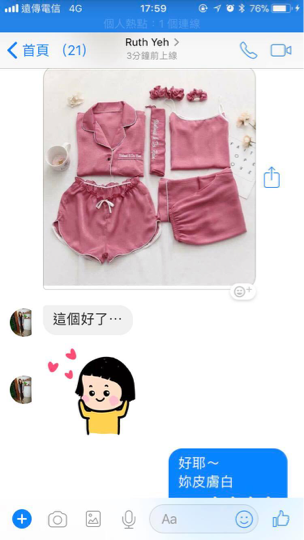 遠傳電信 4G 17:59 76%
個人熱點：1 個連線
首頁 (21)
Ruth Yeh
3分鐘前上線
這個好了⋯
好耶～
妳皮膚白
Aa